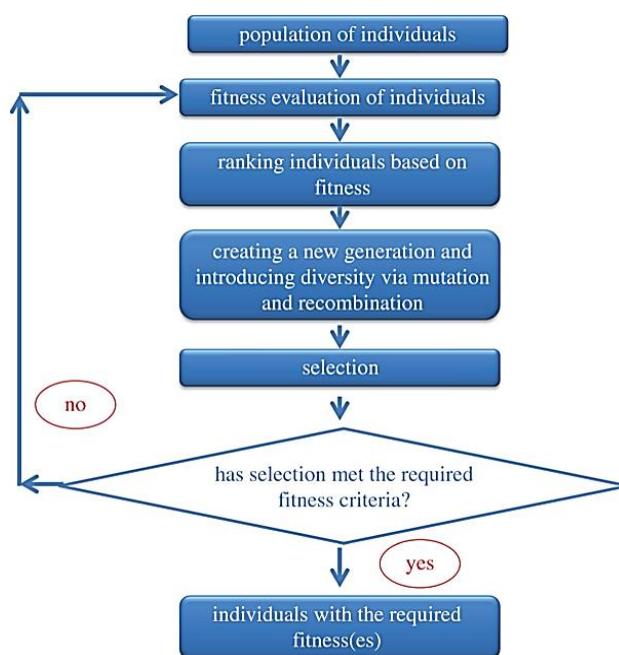 population of individuals
fitness evaluation of individuals
ranking individuals based on
fitness
creating a new generation and
introducing diversity via mutation
and recombination
selection
no
has selection met the required
fitness criteria?
yes
individuals with the required
fitness(es)